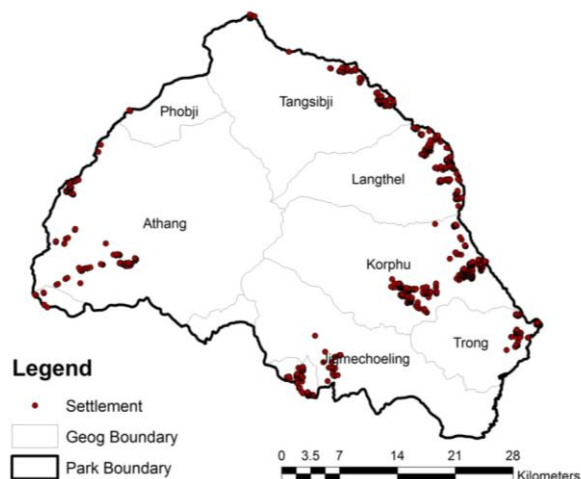 Phobji
Tangsibji
Langthel
Athang
Korphu
Jigmechoeling
Trong
Legend
Settlement
Geog Boundary
Park Boundary
0 3.5 7 14 21 28
Kilometers